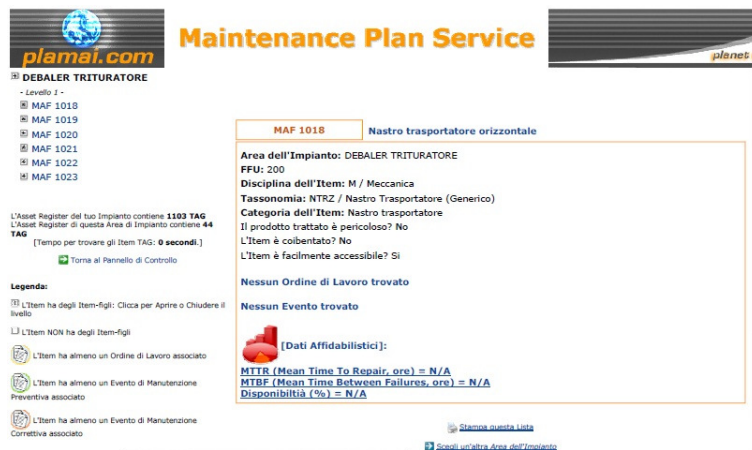 plamai.com
Maintenance Plan Service
planet
DEBALER TRITURATORE
- Levello 1 -
MAF 1018
MAF 1019
MAF 1020
MAF 1021
MAF 1022
MAF 1023
L'Asset Register del tuo Impianto contiene 1103 TAG
L'Asset Register di questa Area di Impianto contiene 44
TAG
[Tempo per trovare gli Item TAG: 0 secondi.]
Torna al Pannello di Controllo
Legenda:
L'Item ha degli Item-figli: Clicca per Aprire o Chiudere il
livello
L'Item NON ha degli Item-figli
L'Item ha almeno un Ordine di Lavoro associato
L'Item ha almeno un Evento di Manutenzione
Preventiva associato
L'Item ha almeno un Evento di Manutenzione
Correttiva associato
MAF 1018
Nastro trasportatore orizzontale
Area dell'Impianto: DEBALER TRITURATORE
FFU: 200
Disciplina dell'Item: M / Meccanica
Tassonomia: NTRZ / Nastro Trasportatore (Generico)
Categoria dell'Item: Nastro trasportatore
Il prodotto trattato è pericoloso? No
L'Item è coibentato? No
L'Item è facilmente accessibile? Si
Nessun Ordine di Lavoro trovato
Nessun Evento trovato
[Dati Affidabilistici]:
MTTR (Mean Time To Repair, ore) = N/A
MTBF (Mean Time Between Failures, ore) = N/A
Disponibiltià (%) = N/A
Stampa questa Lista
Scegli un'altra Area dell'Impianto